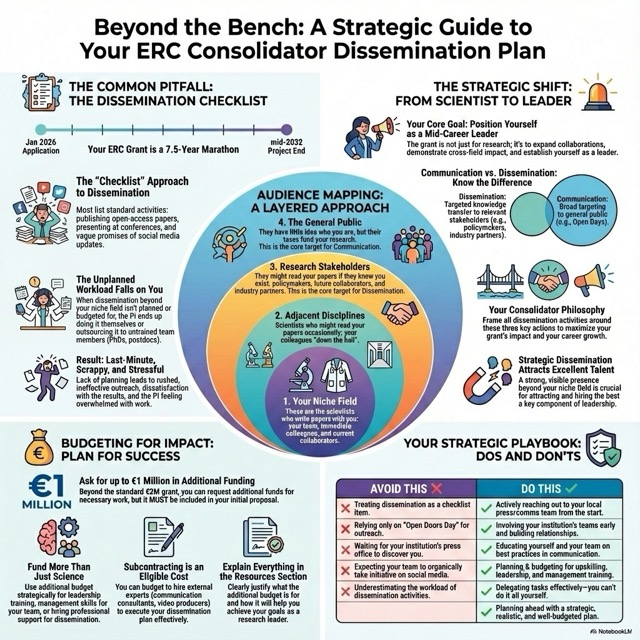 Beyond the Bench: A Strategic Guide to
Your ERC Consolidator Dissemination Plan
THE COMMON PITFALL:
THE DISSEMINATION CHECKLIST
Jan 2026
Application
Your ERC Grant is a 7.5-Year Marathon
mid-2032
Project End
The "Checklist" Approach
to Dissemination
Most list standard activities:
publishing open-access papers,
presenting at conferences, and
vague promises of social media
updates.
The Unplanned
Workload Falls on You
When dissemination beyond
your niche field isn't planned or
budgeted for, the PI ends up
doing it themselves or
outsourcing it to untrained team
members (PhDs, postdocs).
Result: Last-Minute,
Scrappy, and Stressful
Lack of planning leads to rushed,
ineffective outreach, dissatisfaction
with the results, and the PI feeling
overwhelmed with work.
AUDIENCE MAPPING:
A LAYERED APPROACH
4. The General Public
They have idea who you are, but
their taxes fund your research.
This is the core target for Communication.
3. Research Stakeholders
They might read your papers if they knew you
exist, policymakers, future collaborators, and
industry partners. This is the core target for Dissemination.
2. Adjacent Disciplines
Scientists who might read your
papers occasionally; your
colleagues "down the hall".
1. Your Niche Field
These are the
who write papers with you:
your team,
and current
collaborators.
THE STRATEGIC SHIFT:
FROM SCIENTIST TO LEADER
Your Core Goal: Position Yourself
as a Mid-Career Leader
The grant is not just for research; it's to expand collaborations,
demonstrate cross-field impact, and establish yourself as a leader.
Communication vs. Dissemination:
Know the Difference
Dissemination:
Targeted knowledge
transfer to relevant
stakeholders (e.g.,
policymakers,
industry partners).
Communication:
Broad targeting
to general public
(e.g., Open Days).
Your Consolidator Philosophy
Frame all dissemination activities around
these three key actions to maximize your
grant's impact and your career growth.
Strategic Dissemination
Attracts Excellent Talent
A strong, visible presence
beyond your niche is
crucial for attracting and hiring the best
a key component of leadership.
BUDGETING FOR IMPACT:
PLAN FOR SUCCESS
€
€1
MILLION
Ask for up to €1 Million in Additional Funding
Beyond the standard €2M grant, you can request additional funds for
necessary work, but it MUST be included in your initial proposal.
Fund More Than
Just Science
Use additional budget
strategically for leadership
training, management skills for
your team, or hiring professional
support for dissemination.
Subcontracting is an
Eligible Cost
You can budget to hire external
experts (communication
consultants, video producers) to
execute your dissemination
plan effectively.
Explain Everything in
the Resources Section
Clearly justify what the
additional budget is for
and how it will help you
achieve your goals as a
research leader.
YOUR STRATEGIC PLAYBOOK:
DOS AND DON'TS
AVOID THIS
DO THIS
Treating dissemination as a checklist
item.
Actively reaching out to your local
press/comms team from the start.
Relying only on "Open Doors Day" for
outreach.
Involving your institution's teams early
and building relationships.
Waiting for your institution's press
office to discover you.
Educating yourself and your team on
best practices in communication.
Expecting your team to organically
take initiative on social media.
Planning & budgeting for upskilling,
leadership, and management training.
Underestimating the workload of
dissemination activities.
Delegating tasks effectively—you can't
do it all yourself.
Planning ahead with a strategic,
realistic, and well-budgeted plan.
NotebookLM